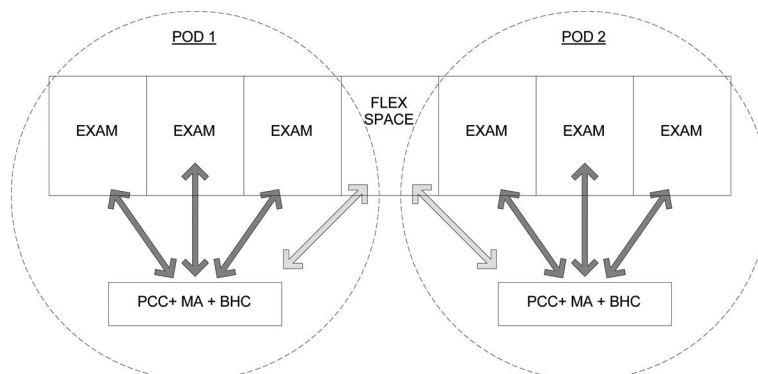 POD 1
POD 2
EXAM
EXAM
EXAM
FLEX
SPACE
EXAM
EXAM
EXAM
PCC+ MA + BHC
PCC+ MA + BHC